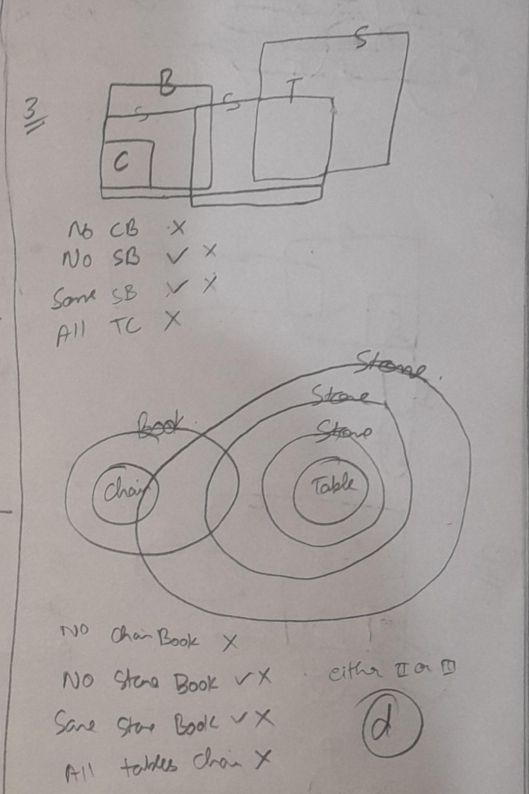 3
B
S
S
S
T
C
No CB X
No SB ✓ X
Some SB ✓ X
All TC X
Stone
Stone
Book
Stone
Chair
Table
No Chair Book X
No Stone Book ✓ X
either II or III
Some Stone Book ✓ X
d
All tables Chair X